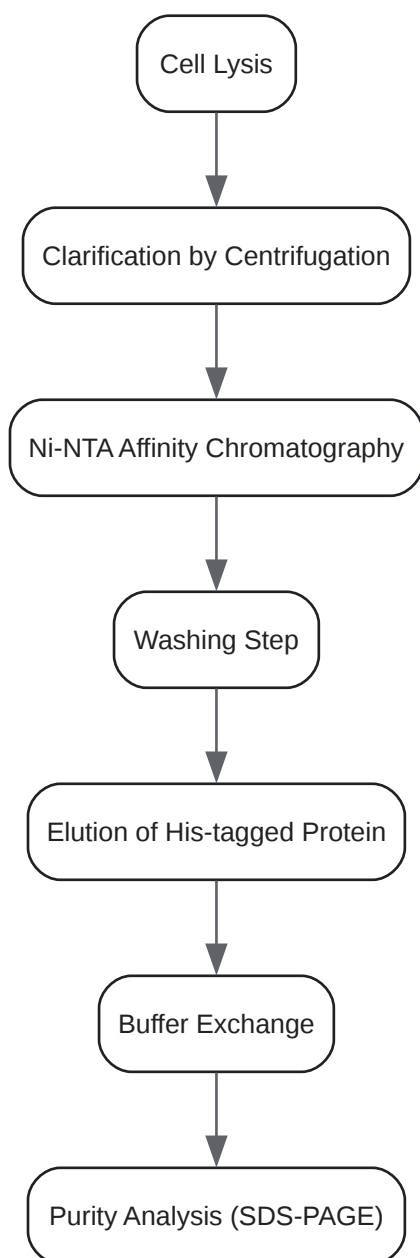 Cell Lysis
Clarification by Centrifugation
Ni-NTA Affinity Chromatography
Washing Step
Elution of His-tagged Protein
Buffer Exchange
Purity Analysis (SDS-PAGE)